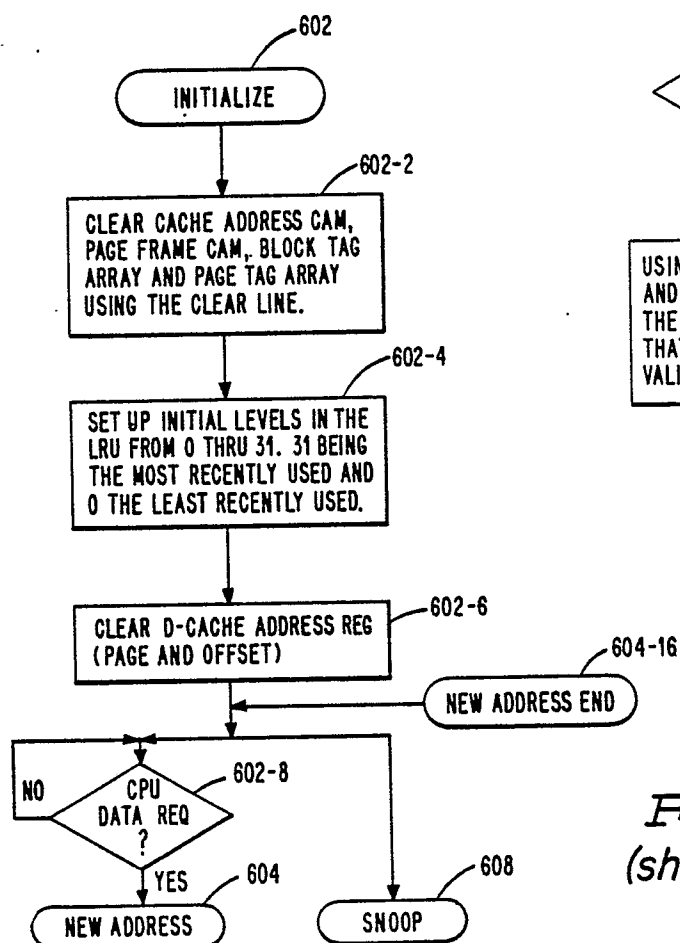 602
INITIALIZE
602-2
CLEAR CACHE ADDRESS CAM,
PAGE FRAME CAM, BLOCK TAG
ARRAY AND PAGE TAG ARRAY
USING THE CLEAR LINE.
602-4
SET UP INITIAL LEVELS IN THE
LRU FROM 0 THRU 31. 31 BEING
THE MOST RECENTLY USED AND
0 THE LEAST RECENTLY USED.
602-6
CLEAR D-CACHE ADDRESS REG
(PAGE AND OFFSET)
604-16
NEW ADDRESS END
602-8
NO
CPU
DATA REQ
?
YES
604
NEW ADDRESS
608
SNOOP
AND
THE